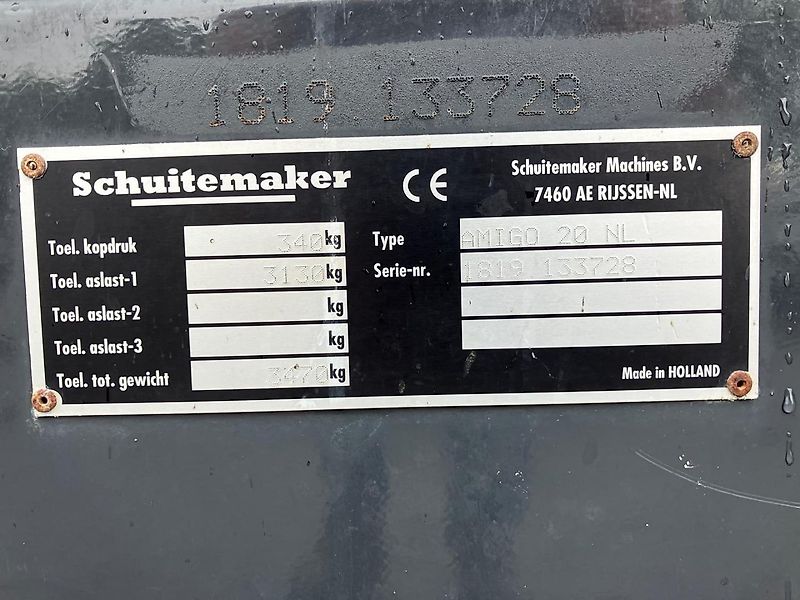 1819.133728
Schuitemaker
CE
Schuitemaker Machines B.V.
7460 AE RIJSSEN-NL
Toel. kopdruk 340 kg
Toel. aslast-1 3130 kg
Toel. aslast-2 kg
Toel. aslast-3 kg
Toel. tot. gewicht 3470 kg
Type AMIGO 20 NL
Serie-nr. 1819 133728
Made in HOLLAND